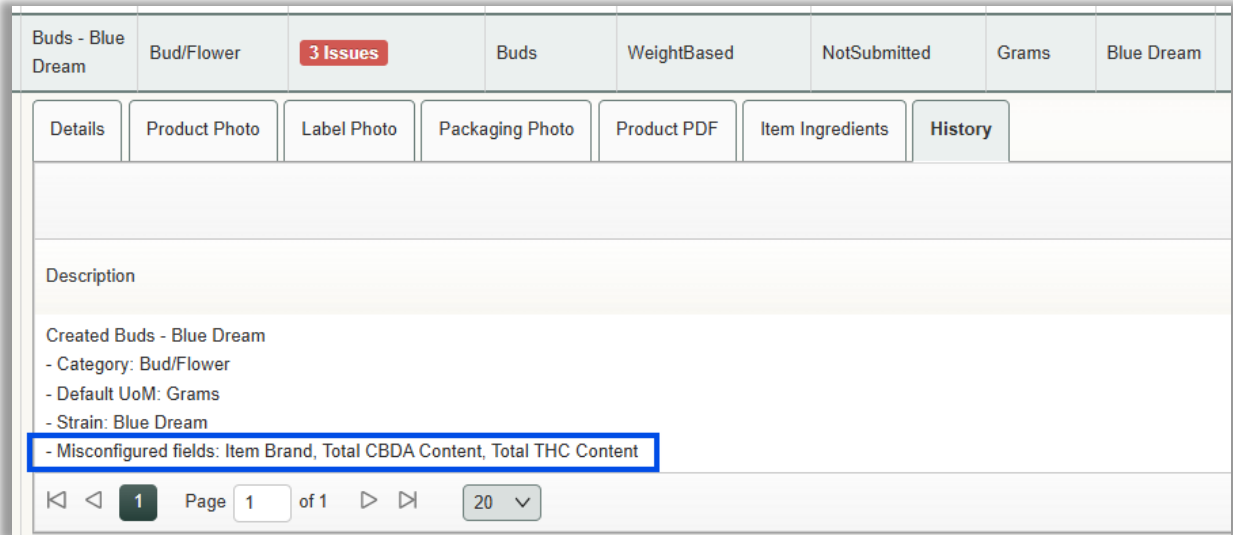 Buds - Blue Dream Bud/Flower 3 Issues Buds WeightBased NotSubmitted Grams Blue Dream
Details Product Photo Label Photo Packaging Photo Product PDF Item Ingredients History
Description
Created Buds - Blue Dream
- Category: Bud/Flower
- Default UoM: Grams
- Strain: Blue Dream
- Misconfigured fields: Item Brand, Total CBDA Content, Total THC Content
1 Page 1 of 1 20